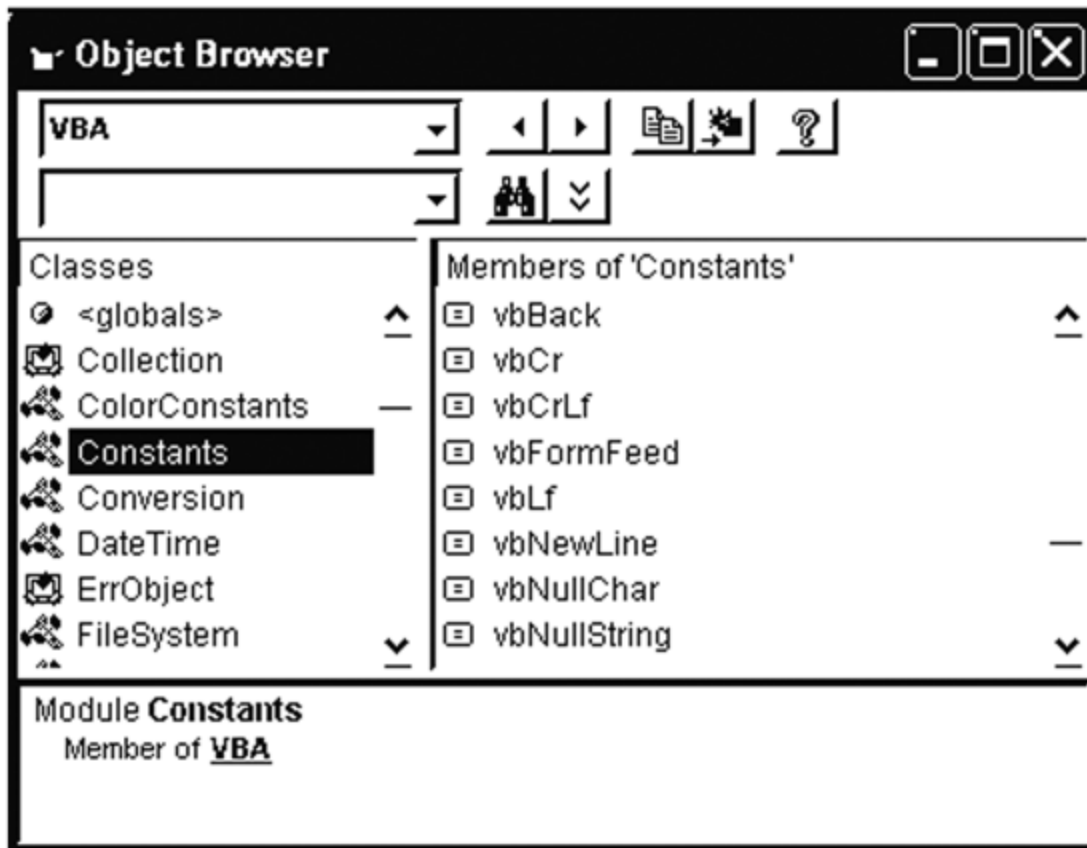 Object Browser
VBA
Classes
Members of 'Constants'
<globals>
vbBack
Collection
vbCr
ColorConstants
vbCrLf
Constants
vbFormFeed
Conversion
vbLf
DateTime
vbNewLine
ErrObject
vbNullChar
FileSystem
vbNullString
Module Constants
Member of VBA